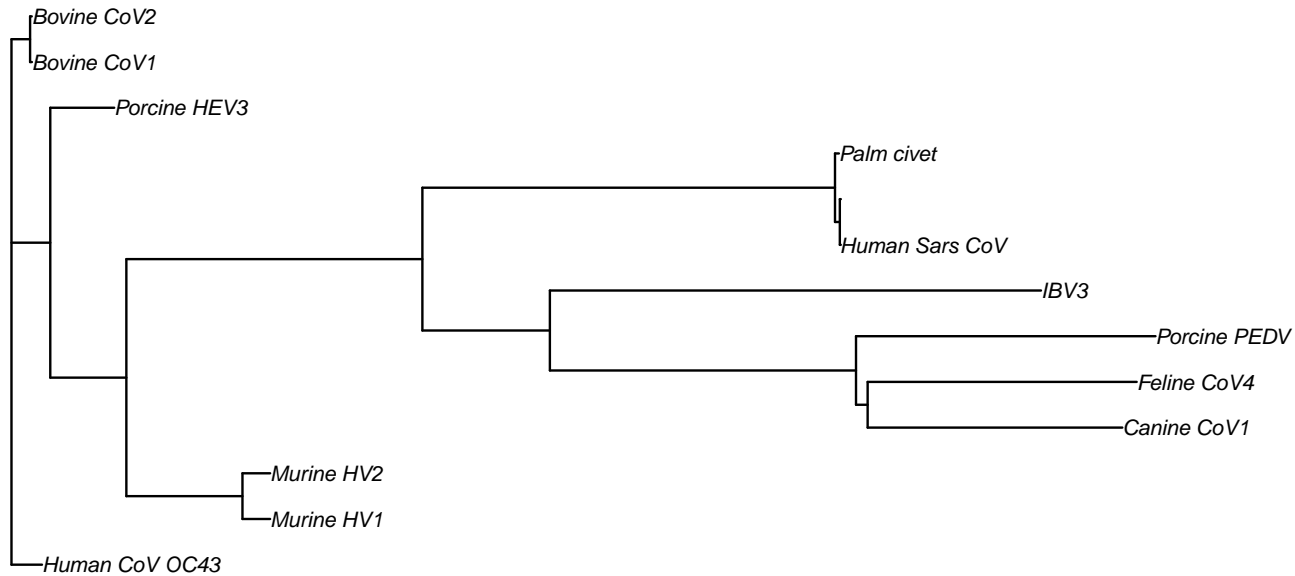 Bovine CoV2
Bovine CoV1
Porcine HEV3
Palm civet
Human Sars CoV
IBV3
Porcine PEDV
Feline CoV4
Canine CoV1
Murine HV2
Murine HV1
Human CoV OC43